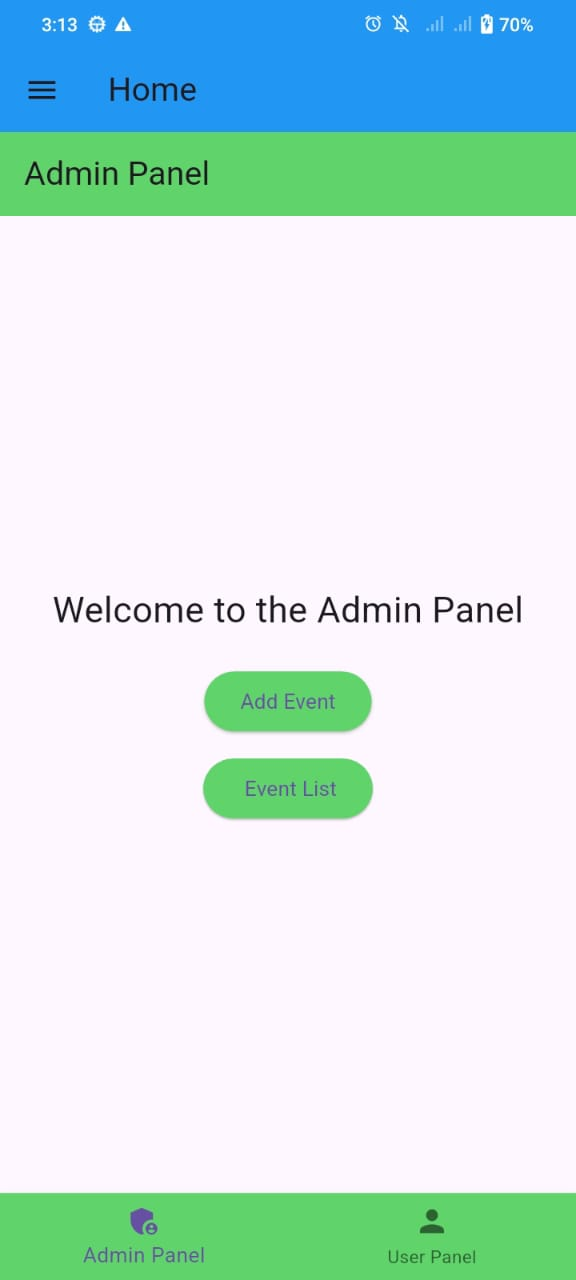 3:13 70%
Home
Admin Panel
Welcome to the Admin Panel
Add Event
Event List
Admin Panel User Panel